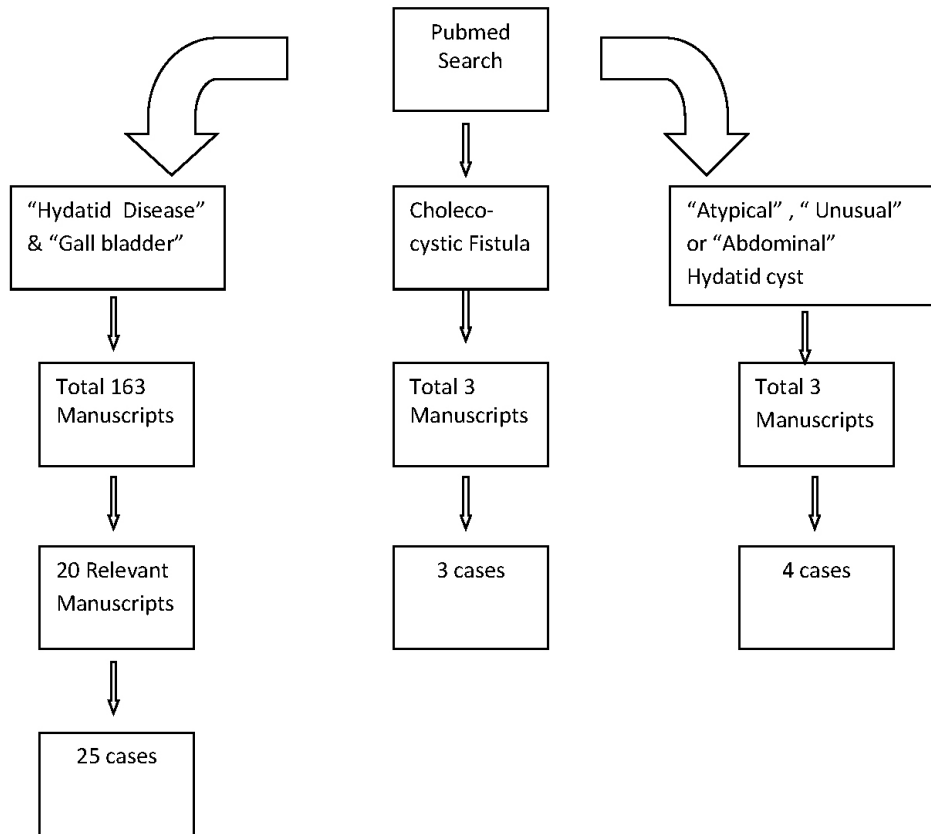 Pubmed
Search
“Hydatid Disease”
& “Gall bladder”
Choleco-
cystic Fistula
“Atypical” , “ Unusual”
or “Abdominal”
Hydatid cyst
Total 163
Manuscripts
Total 3
Manuscripts
Total 3
Manuscripts
20 Relevant
Manuscripts
3 cases
4 cases
25 cases